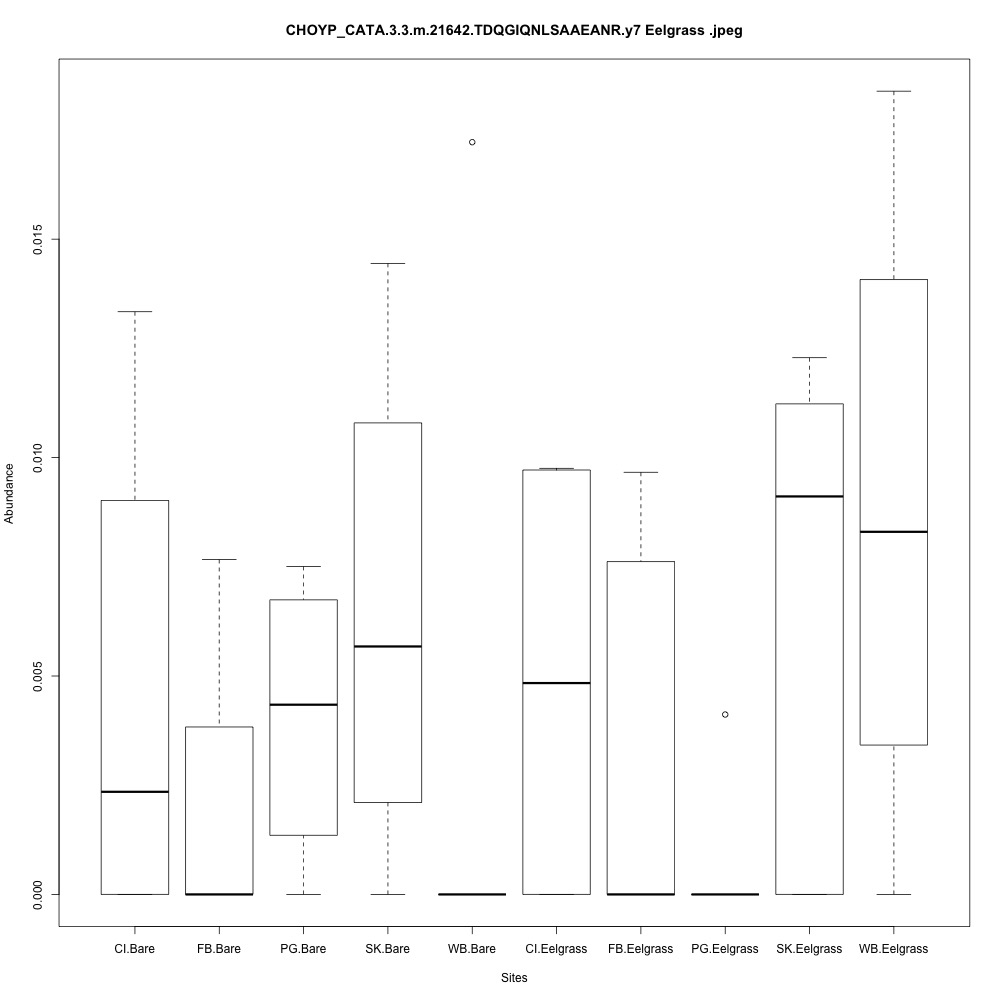 CHOYP_CATA.3.3.m.21642.TDQGIQNLSAAEANR.y7 Eelgrass .jpeg
Abundance
0.015
0.010
0.005
0.000
CI.Bare FB.Bare PG.Bare SK.Bare WB.Bare CI.Eelgrass FB.Eelgrass PG.Eelgrass SK.Eelgrass WB.Eelgrass
Sites